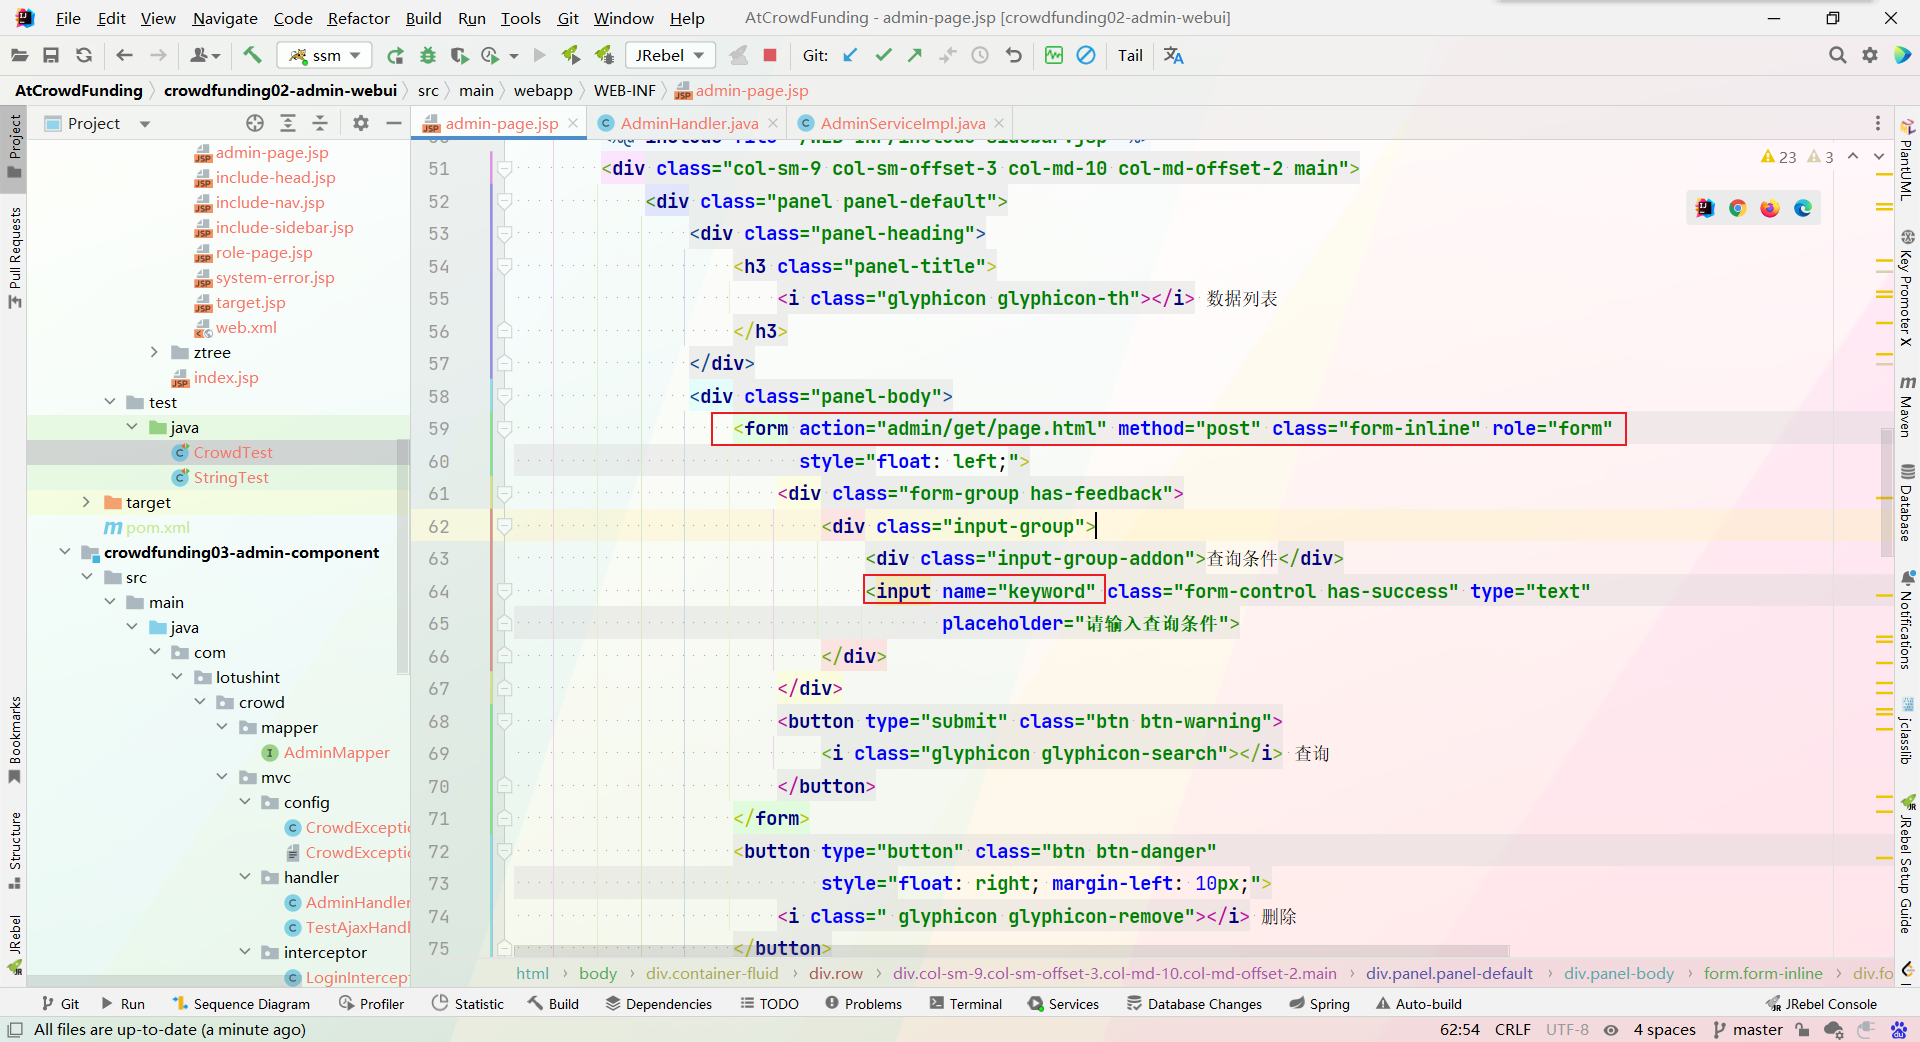 File Edit View Navigate Code Refactor Build Run Tools Git Window Help AtCrowdFunding - admin-page.jsp [crowdfunding02-admin-webui]
ssm JRebel Git: Tail
AtCrowdFunding crowdfunding02-admin-webui src main webapp WEB-INF admin-page.jsp
Project
admin-page.jsp AdminHandler.java AdminServiceImpl.java
23 3
admin-page.jsp
include-head.jsp
include-nav.jsp
include-sidebar.jsp
role-page.jsp
system-error.jsp
target.jsp
web.xml
ztree
index.jsp
test
java
CrowdTest
StringTest
target
pom.xml
crowdfunding03-admin-component
src
main
java
com
lotushint
crowd
mapper
AdminMapper
mvc
config
CrowdExceptio
CrowdExceptio
handler
AdminHandler
TestAjaxHandl
interceptor
LoginIntercept
51 <div class="col-sm-9 col-sm-offset-3 col-md-10 col-md-offset-2 main">
52 <div class="panel panel-default">
53 <div class="panel-heading">
54 <h3 class="panel-title">
55 <i class="glyphicon glyphicon-th"></i> 数据列表
56 </h3>
57 </div>
58 <div class="panel-body">
59 <form action="admin/get/page.html" method="post" class="form-inline" role="form"
60 style="float: left;">
61 <div class="form-group has-feedback">
62 <div class="input-group">
63 <div class="input-group-addon">查询条件</div>
64 <input name="keyword" class="form-control has-success" type="text"
65 placeholder="请输入查询条件">
66 </div>
67 </div>
68 <button type="submit" class="btn btn-warning">
69 <i class="glyphicon glyphicon-search"></i> 查询
70 </button>
71 </form>
72 <button type="button" class="btn btn-danger"
73 style="float: right; margin-left: 10px;">
74 <i class=" glyphicon glyphicon-remove"></i> 删除
75 </button>
html body div.container-fluid div.row div.col-sm-9.col-sm-offset-3.col-md-10.col-md-offset-2.main div.panel.panel-default div.panel-body form.form-inline div.fo
Project
Pull Requests
Bookmarks
Structure
JRebel
PlantUML
Key Promoter X
Maven
Database
Notifications
jclasslib
JRebel Setup Guide
Git Run Sequence Diagram Profiler Statistic Build Dependencies TODO Problems Terminal Services Database Changes Spring Auto-build JRebel Console
All files are up-to-date (a minute ago) 62:54 CRLF UTF-8 4 spaces master